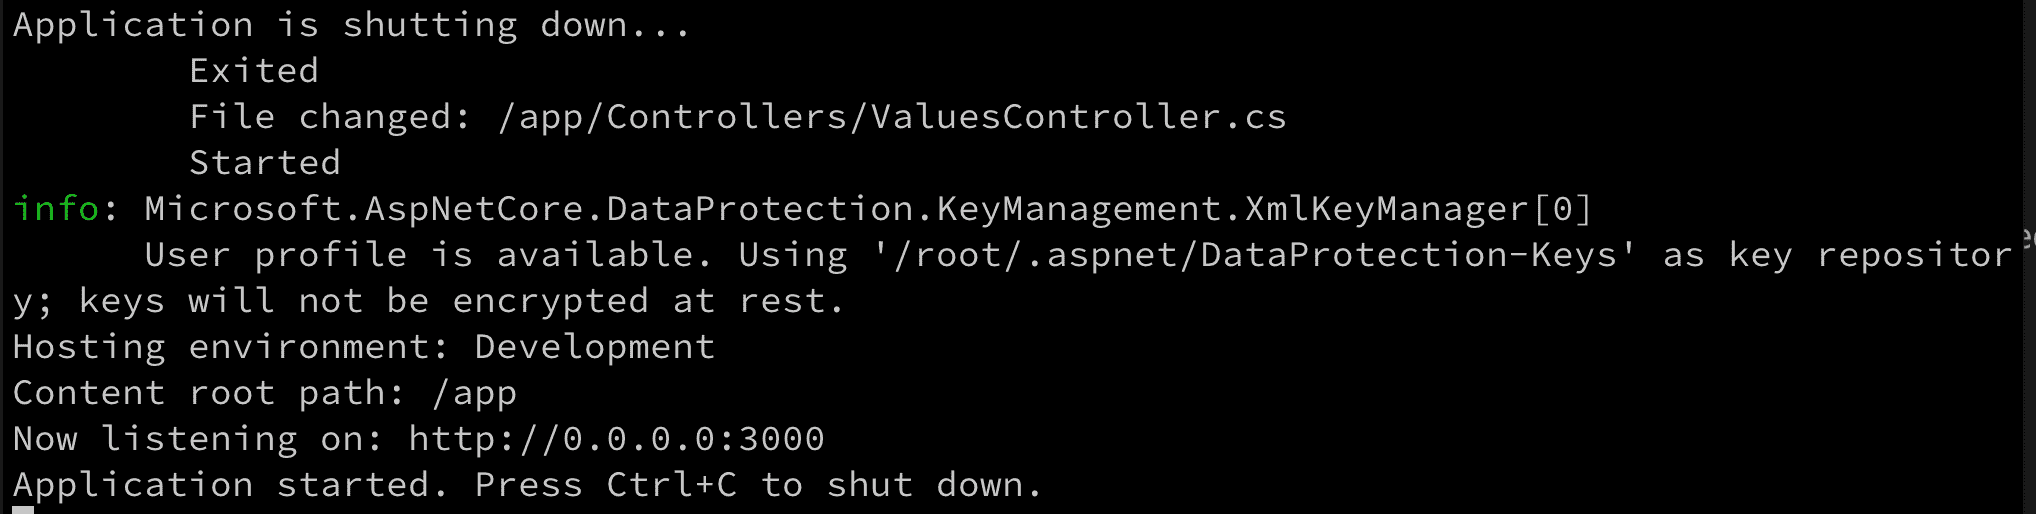 Application is shutting down...
Exited
File changed: /app/Controllers/ValuesController.cs
Started
info: Microsoft.AspNetCore.DataProtection.KeyManagement.XmlKeyManager[0]
User profile is available. Using '/root/.aspnet/DataProtection-Keys' as key repositor
y; keys will not be encrypted at rest.
Hosting environment: Development
Content root path: /app
Now listening on: http://0.0.0.0:3000
Application started. Press Ctrl+C to shut down.